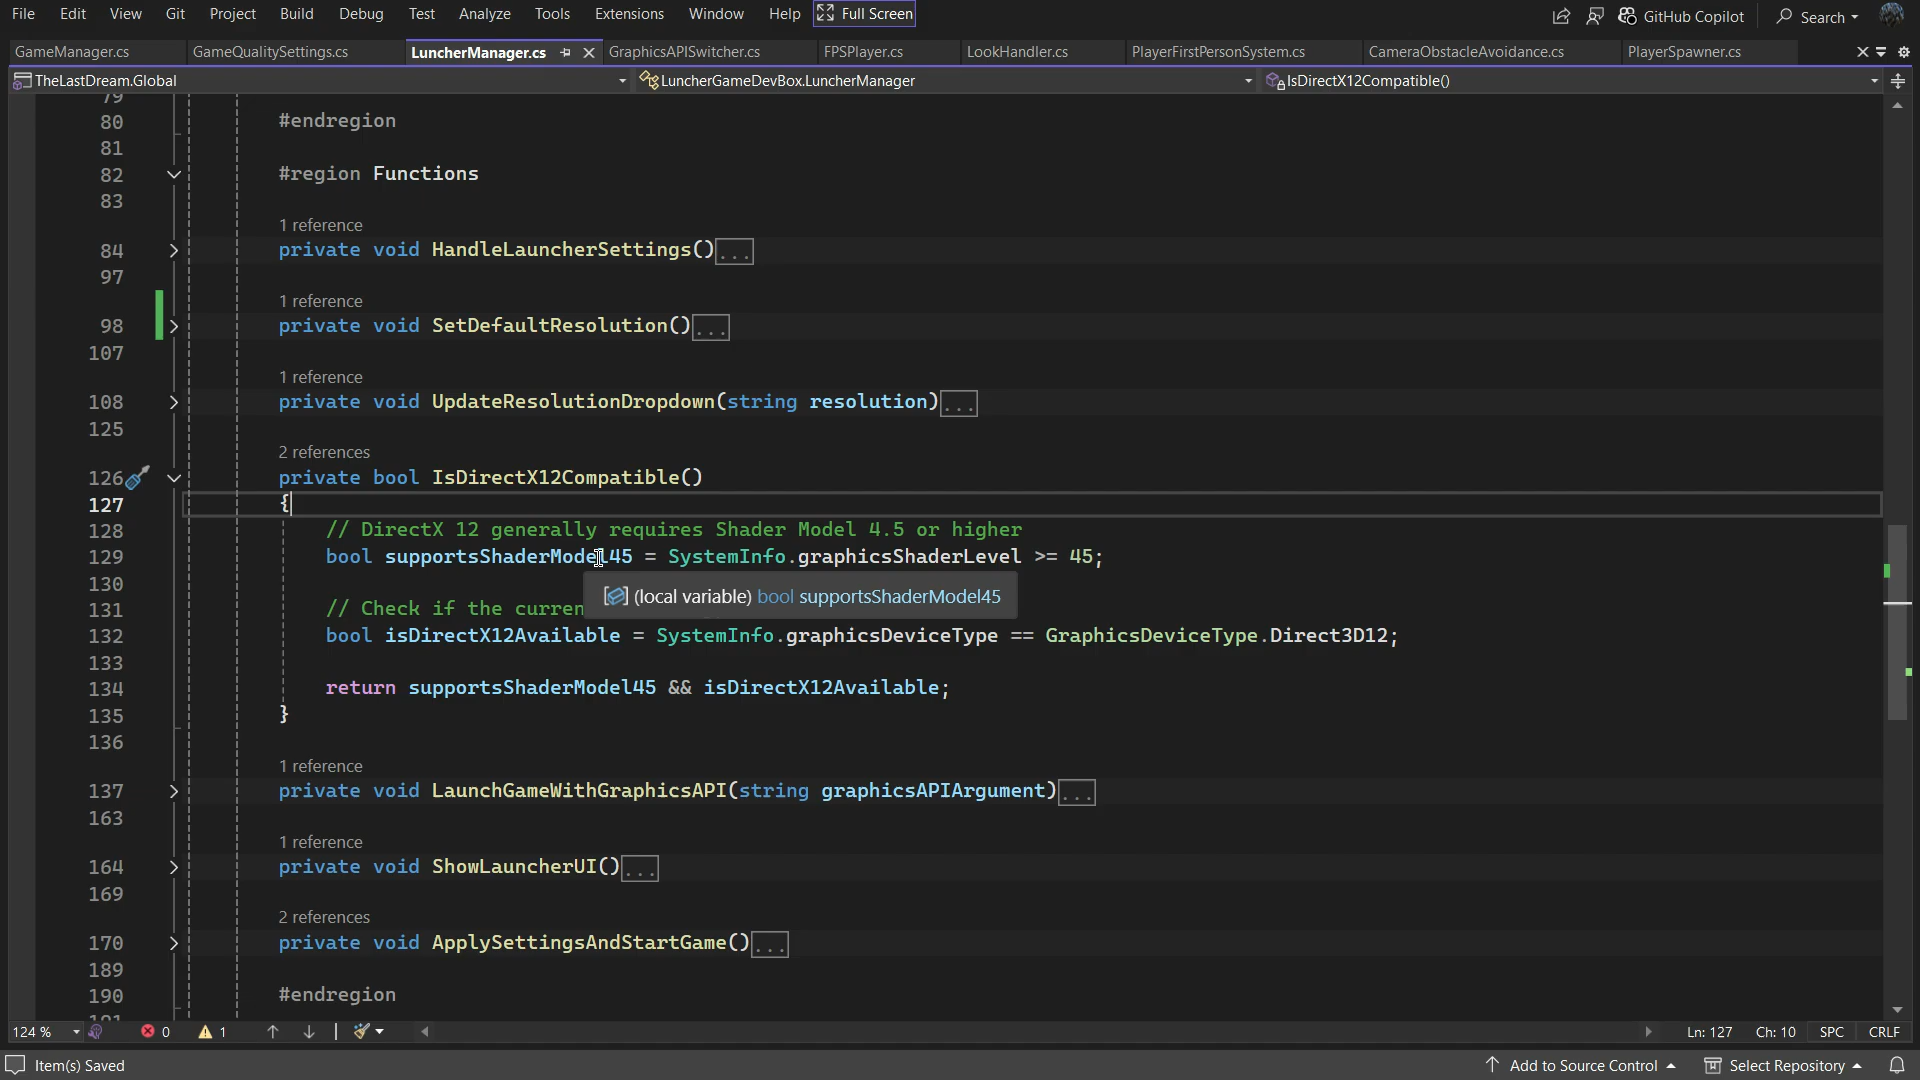 File Edit View Git Project Build Debug Test Analyze Tools Extensions Window Help Full Screen GitHub Copilot Search
GameManager.cs GameQualitySettings.cs LuncherManager.cs GraphicsAPISwitcher.cs FPSPlayer.cs LookHandler.cs PlayerFirstPersonSystem.cs CameraObstacleAvoidance.cs PlayerSpawner.cs
TheLastDream.Global LuncherGameDevBox.LuncherManager IsDirectX12Compatible()
79
80 #endregion
81
82 #region Functions
83
1 reference
84 private void HandleLauncherSettings()...
97
1 reference
98 private void SetDefaultResolution()...
107
1 reference
108 private void UpdateResolutionDropdown(string resolution)...
125
2 references
126 private bool IsDirectX12Compatible()
127 {
128 // DirectX 12 generally requires Shader Model 4.5 or higher
129 bool supportsShaderModel45 = SystemInfo.graphicsShaderLevel >= 45;
130 (local variable) bool supportsShaderModel45
131 // Check if the curren
132 bool isDirectX12Available = SystemInfo.graphicsDeviceType == GraphicsDeviceType.Direct3D12;
133
134 return supportsShaderModel45 && isDirectX12Available;
135 }
136
1 reference
137 private void LaunchGameWithGraphicsAPI(string graphicsAPIArgument)...
163
1 reference
164 private void ShowLauncherUI()...
169
2 references
170 private void ApplySettingsAndStartGame()...
189
190 #endregion
124 % 0 1 Ln: 127 Ch: 10 SPC CRLF
Item(s) Saved Add to Source Control Select Repository